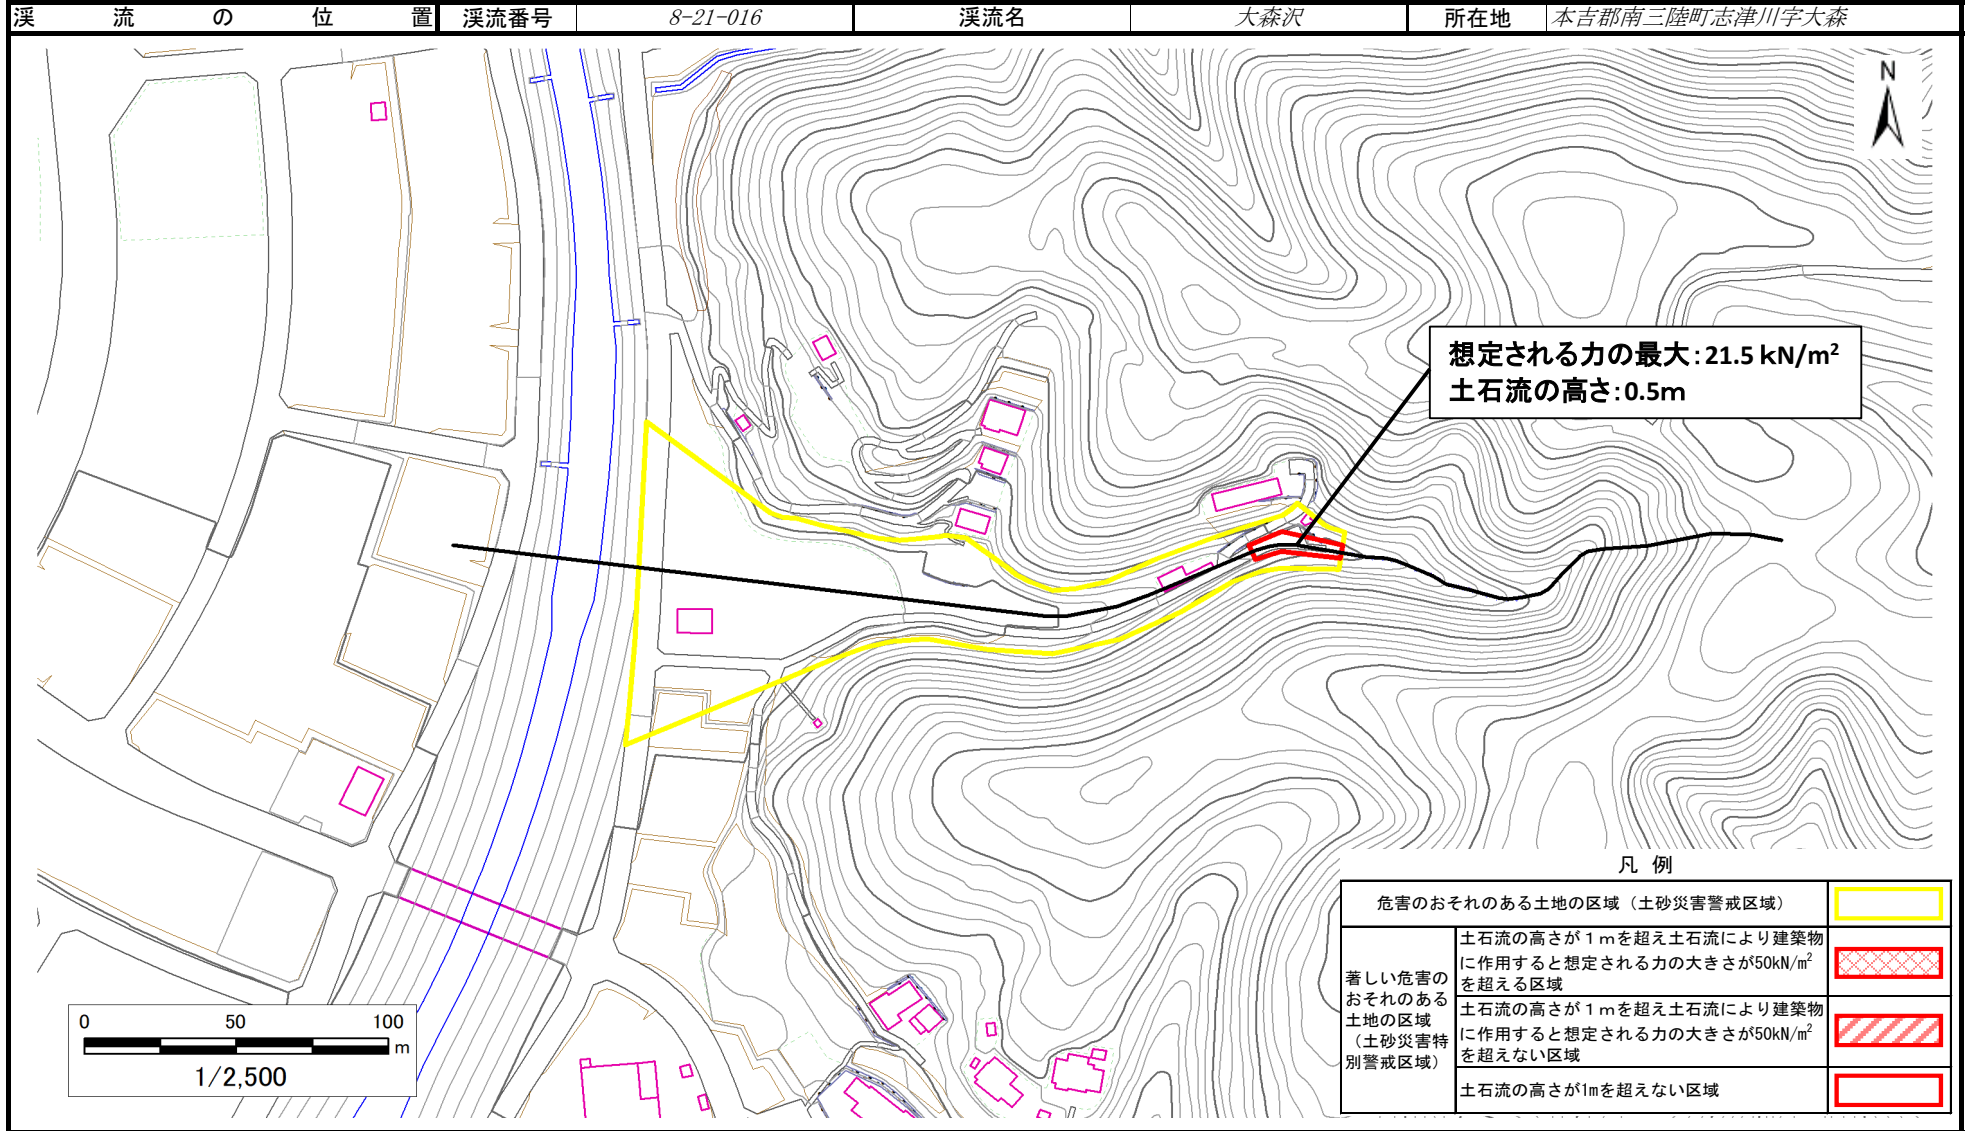 渓流の位置 渓流番号 8-21-016 渓流名 大森沢 所在地 本吉郡南三陸町志津川字大森
N
想定される力の最大：21.5 kN/m²
土石流の高さ：0.5m
凡 例
危害のおそれのある土地の区域（土砂災害警戒区域）
著しい危害の
おそれのある
土地の区域
（土砂災害特
別警戒区域）
土石流の高さが１ｍを超え土石流により建築物
に作用すると想定される力の大きさが50kN/m²
を超える区域
土石流の高さが１ｍを超え土石流により建築物
に作用すると想定される力の大きさが50kN/m²
を超えない区域
土石流の高さが1mを超えない区域
0 50 100
m
1/2,500